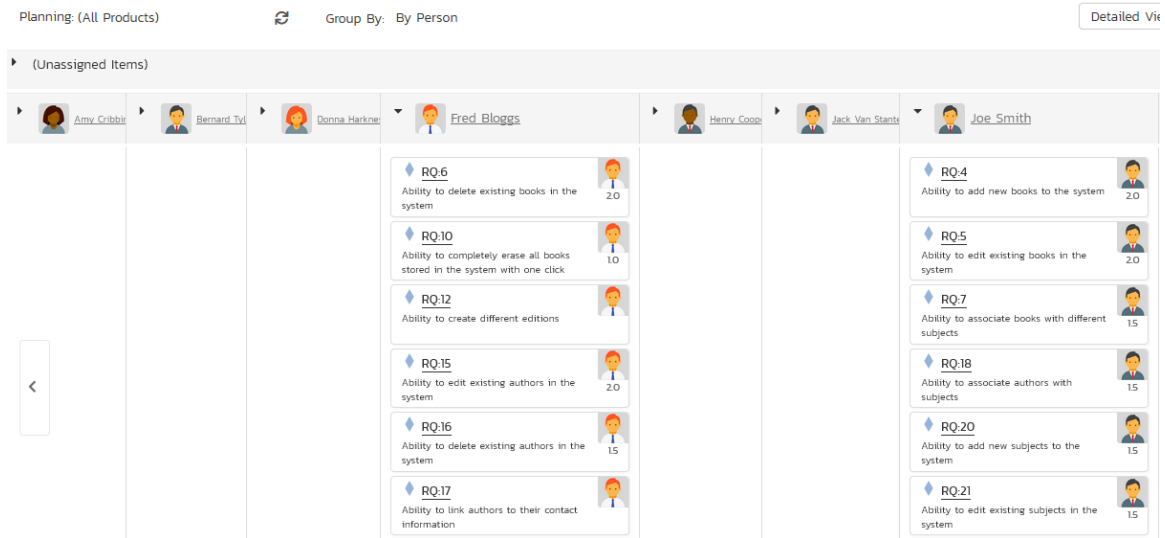 Planning: (All Products)
Group By: By Person
Detailed Vie
(Unassigned Items)
Amy Cribbin
Bernard Tyl
Donna Harknes
Fred Bloggs
Henry Coope
Jack Van Stante
Joe Smith
RQ:6
Ability to delete existing books in the
system
2.0
RQ:10
Ability to completely erase all books
stored in the system with one click
1.0
RQ:12
Ability to create different editions
RQ:15
Ability to edit existing authors in the
system
2.0
RQ:16
Ability to delete existing authors in the
system
1.5
RQ:17
Ability to link authors to their contact
information
RQ:4
Ability to add new books to the system
2.0
RQ:5
Ability to edit existing books in the
system
2.0
RQ:7
Ability to associate books with different
subjects
1.5
RQ:18
Ability to associate authors with
subjects
1.5
RQ:20
Ability to add new subjects to the
system
1.5
RQ:21
Ability to edit existing subjects in the
system
1.5